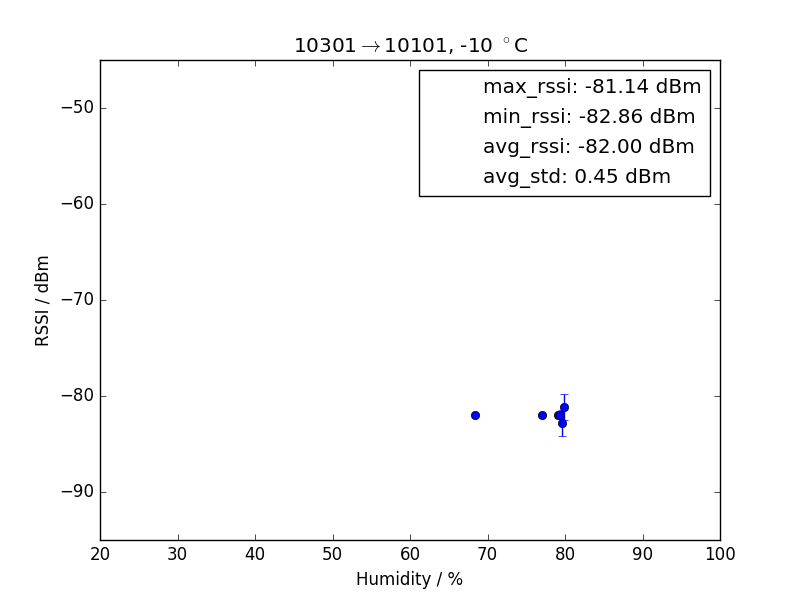 10301→10101, -10 °C
max_rssi: -81.14 dBm
min_rssi: -82.86 dBm
avg_rssi: -82.00 dBm
avg_std: 0.45 dBm
RSSI / dBm
−50
−60
−70
−80
−90
20 30 40 50 60 70 80 90 100
Humidity / %